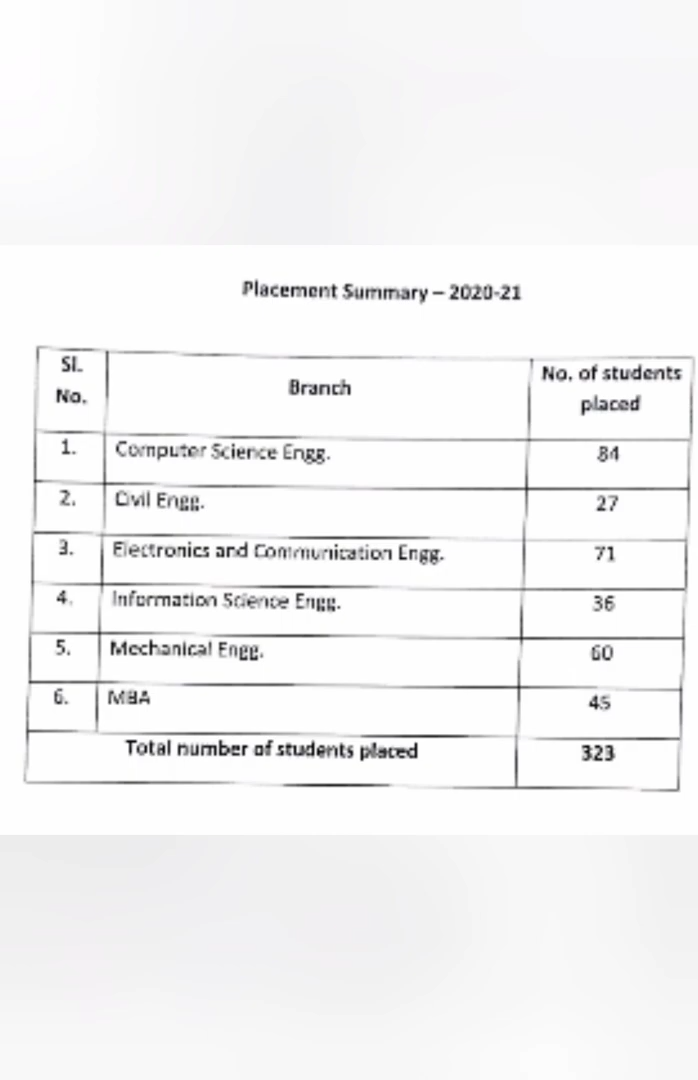 Placement Summary – 2020-21
Sl. No. Branch No. of students placed
1. Computer Science Engg. 84
2. Civil Engg. 27
3. Electronics and Communication Engg. 71
4. Information Science Engg. 36
5. Mechanical Engg. 60
6. MBA 45
Total number of students placed 323